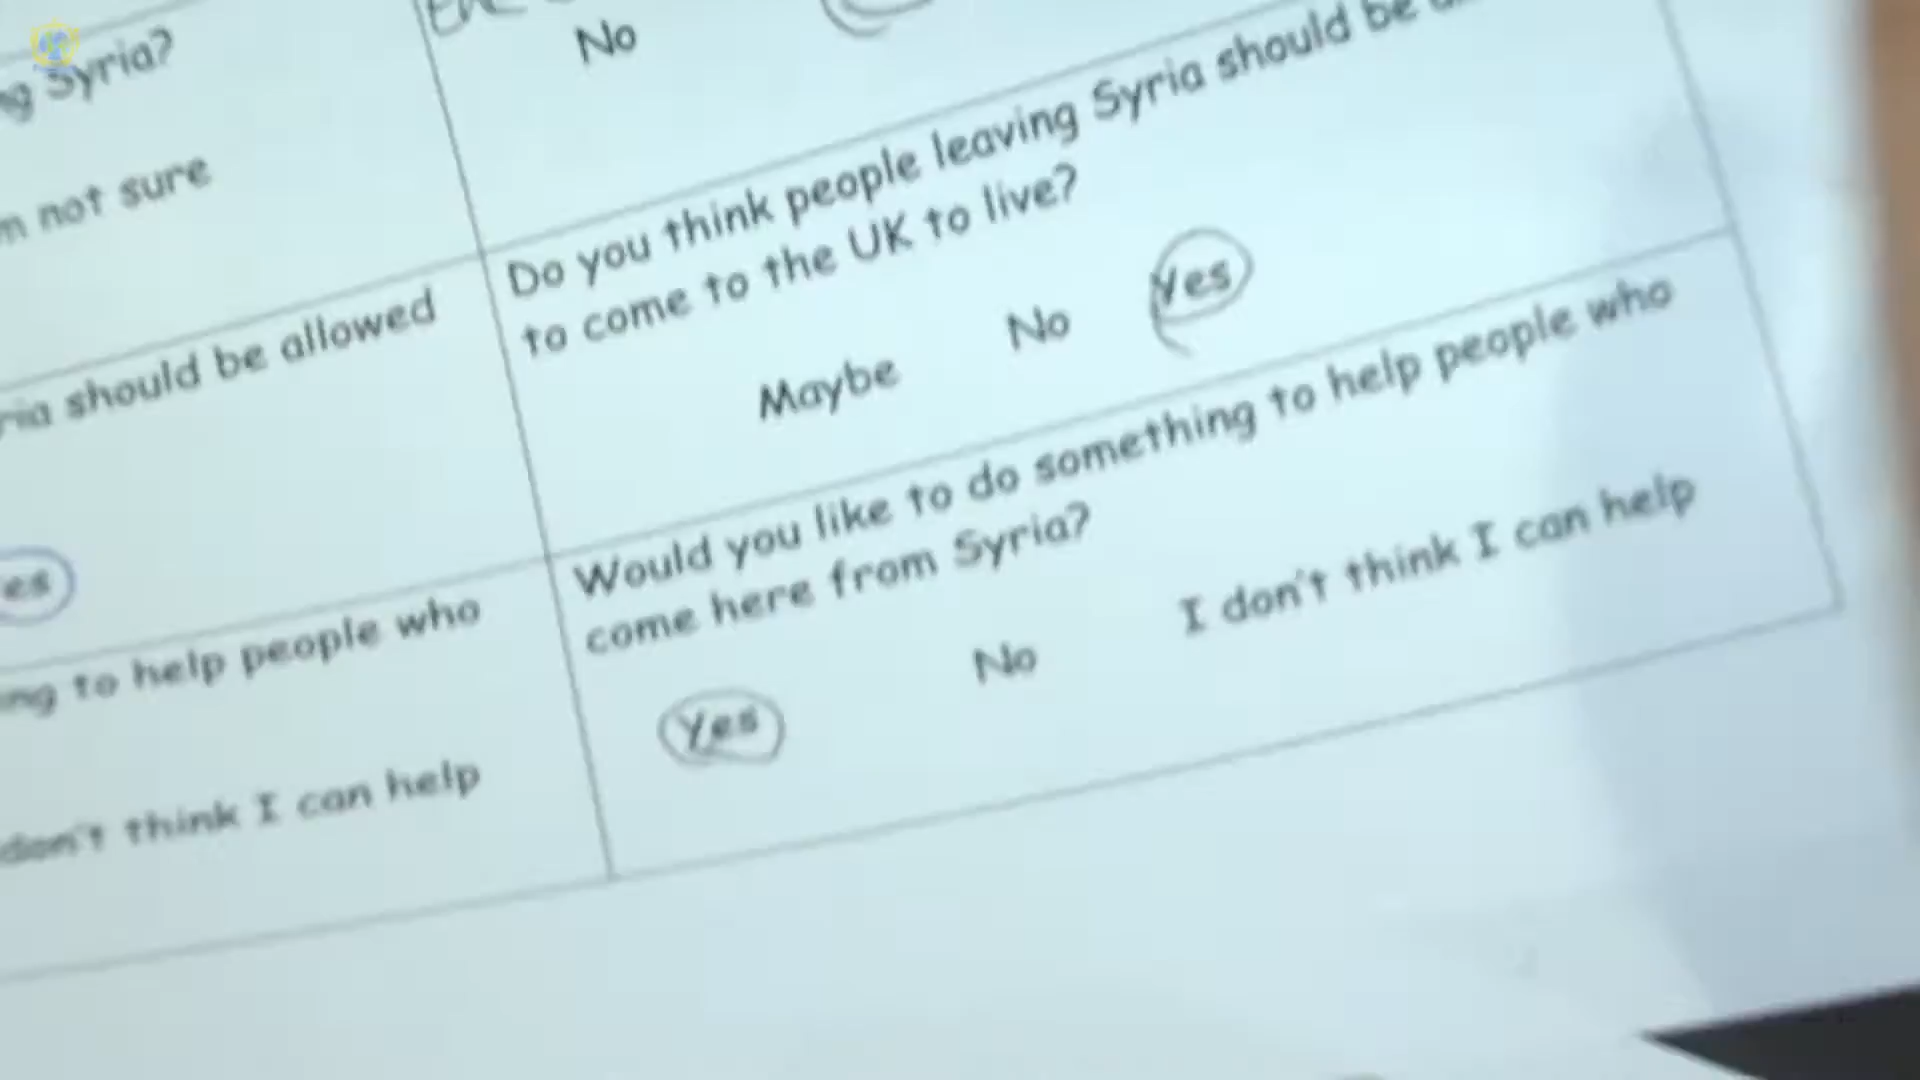 Syria?
not sure
should be allowed
to help people who
don't think I can help
No
Do you think people leaving Syria should be
to come to the UK to live?
Maybe No Yes
Would you like to do something to help people who
come here from Syria?
Yes No I don't think I can help